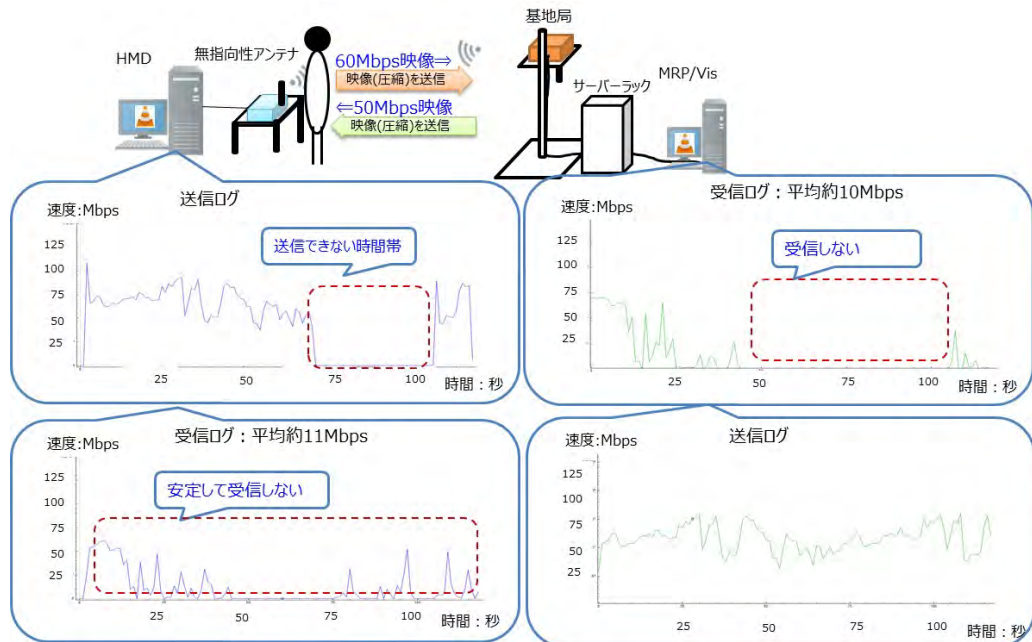 基地局
HMD
無指向性アンテナ
60Mbps映像⇒
映像(圧縮)を送信
⇐50Mbps映像
映像(圧縮)を送信
サーバーラック
MRP/Vis
送信ログ
速度:Mbps
125
100
75
50
25
送信できない時間帯
25
50
75
100
時間：秒
受信ログ：平均約10Mbps
速度:Mbps
125
100
75
50
25
受信しない
25
50
75
100
時間：秒
受信ログ：平均約11Mbps
速度:Mbps
125
100
75
50
25
安定して受信しない
25
50
75
100
時間：秒
送信ログ
速度:Mbps
125
100
75
50
25
25
50
75
100
時間：秒